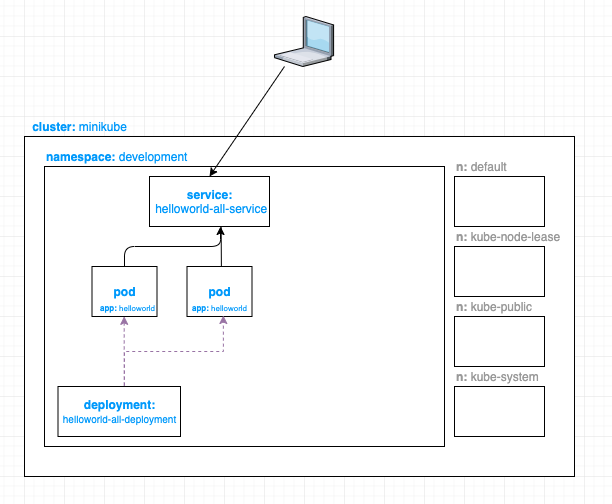 cluster: minikube
namespace: development
n: default
service:
helloworld-all-service
n: kube-node-lease
pod
app: helloworld
pod
app: helloworld
n: kube-public
n: kube-system
deployment:
helloworld-all-deployment